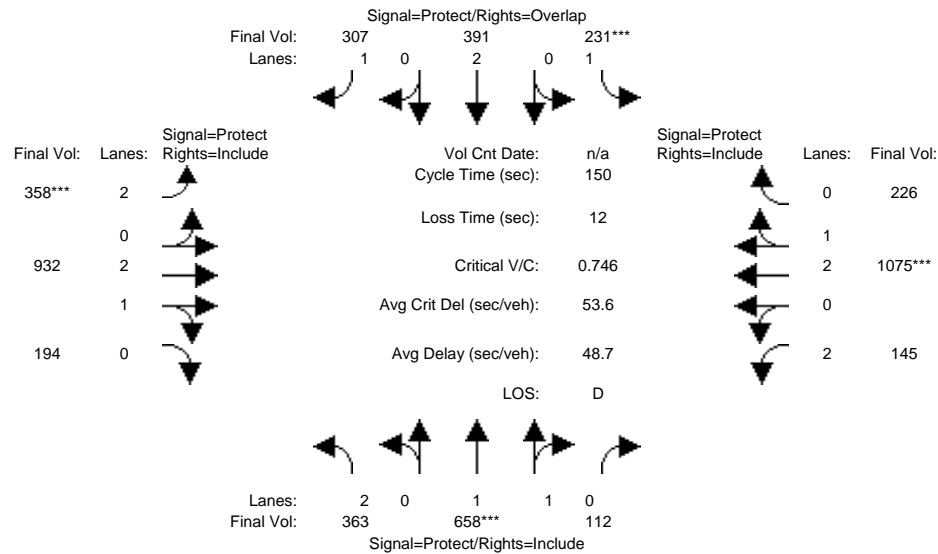 Signal=Protect/Rights=Overlap
Final Vol: 307 391 231***
Lanes: 1 0 2 0 1
Signal=Protect Signal=Protect
Final Vol: Lanes: Rights=Include Vol Cnt Date: n/a Rights=Include Lanes: Final Vol:
Cycle Time (sec): 150
358*** 2 0 226
Loss Time (sec): 12
0 1
932 2 Critical V/C: 0.746 2 1075***
1 Avg Crit Del (sec/veh): 53.6 0
194 0 Avg Delay (sec/veh): 48.7 2 145
LOS: D
Lanes: 2 0 1 1 0
Final Vol: 363 658*** 112
Signal=Protect/Rights=Include